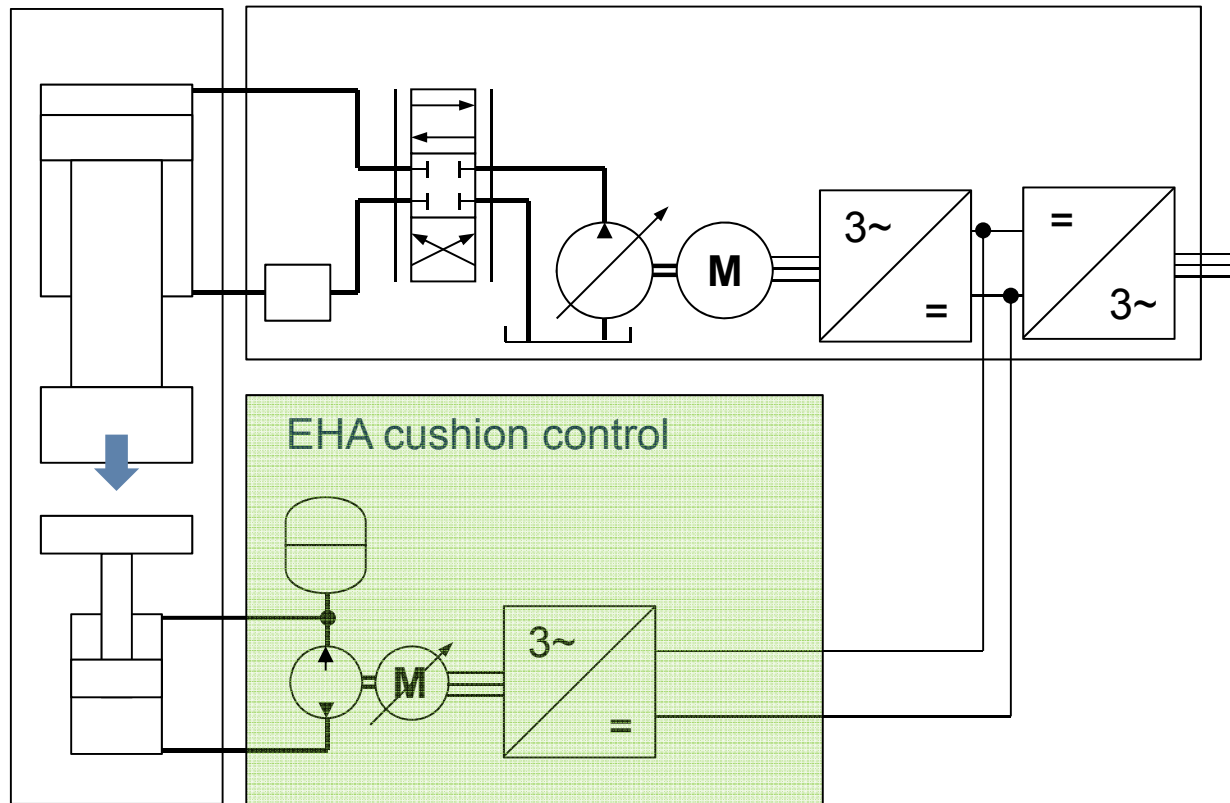 3~
=
=
3~
M
EHA cushion control
3~
=
M